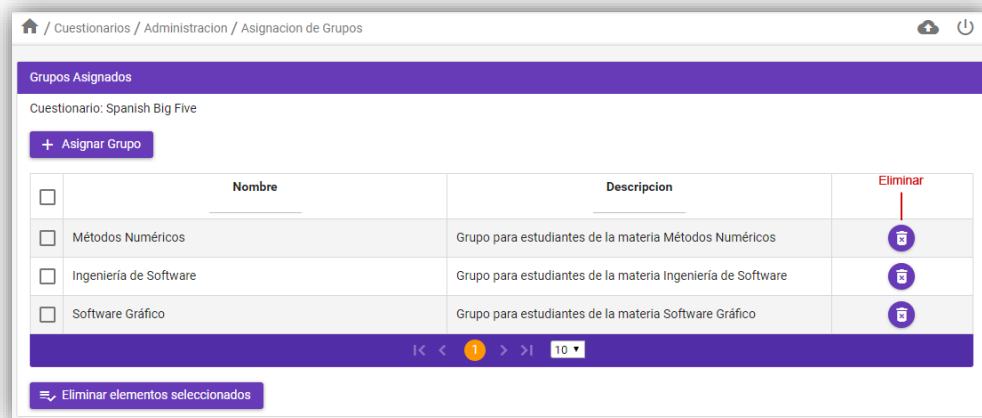 / Cuestionarios / Administracion / Asignacion de Grupos
Grupos Asignados
Cuestionario: Spanish Big Five
+ Asignar Grupo
Nombre Descripcion Eliminar
Métodos Numéricos Grupo para estudiantes de la materia Métodos Numéricos
Ingeniería de Software Grupo para estudiantes de la materia Ingeniería de Software
Software Gráfico Grupo para estudiantes de la materia Software Gráfico
1 10
Eliminar elementos seleccionados